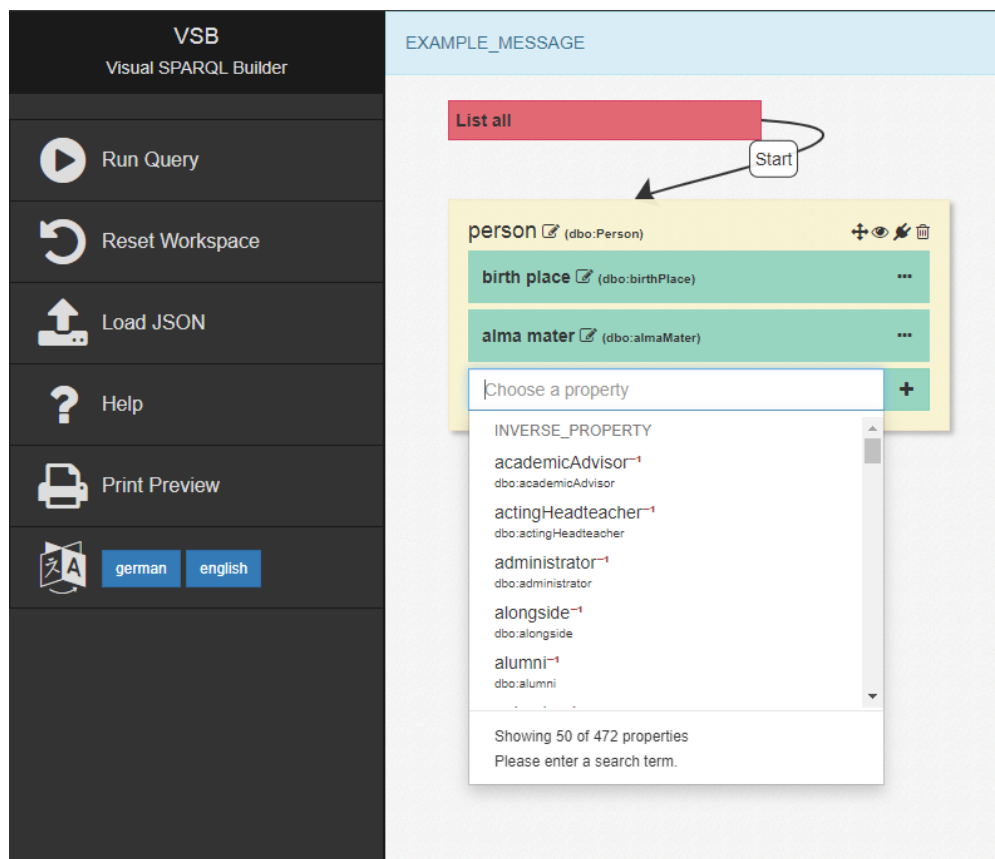 VSB
Visual SPARQL Builder
Run Query
Reset Workspace
Load JSON
Help
Print Preview
german english
EXAMPLE_MESSAGE
List all
Start
person (dbo:Person)
birth place (dbo:birthPlace)
alma mater (dbo:almaMater)
Choose a property
INVERSE_PROPERTY
academicAdvisor⁻¹
dbo:academicAdvisor
actingHeadteacher⁻¹
dbo:actingHeadteacher
administrator⁻¹
dbo:administrator
alongside⁻¹
dbo:alongside
alumni⁻¹
dbo:alumni
Showing 50 of 472 properties
Please enter a search term.